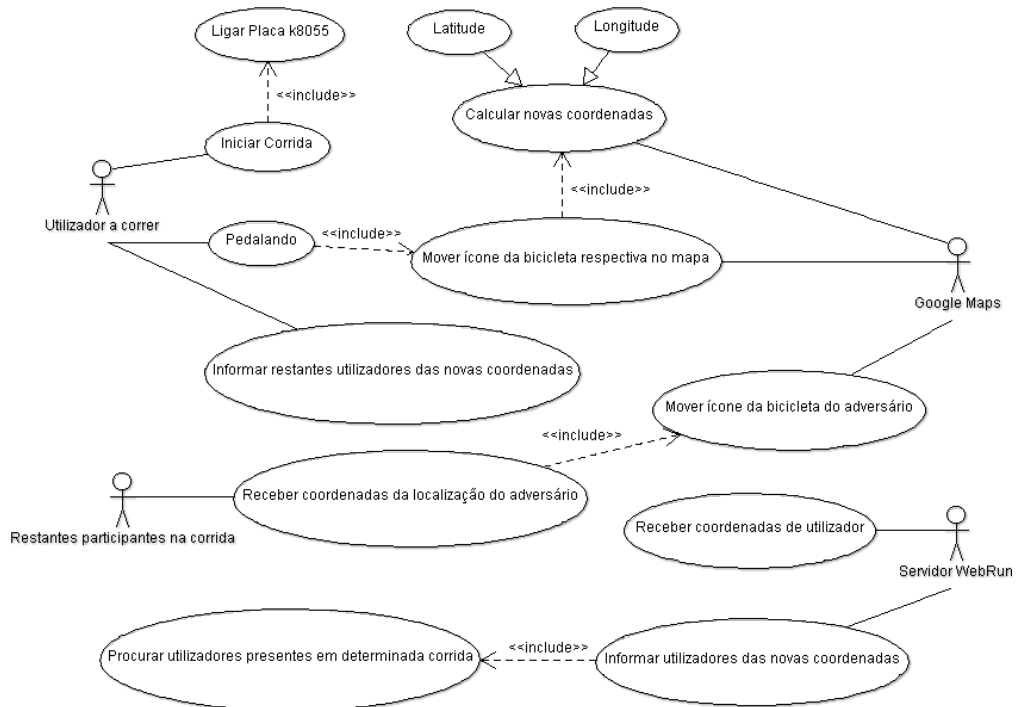 Ligar Placa k8055
Latitude
Longitude
<<include>>
Calcular novas coordenadas
Iniciar Corrida
<<include>>
Utilizador a correr
Pedalando
<<include>>
Mover ícone da bicicleta respectiva no mapa
Google Maps
Informar restantes utilizadores das novas coordenadas
Mover ícone da bicicleta do adversário
<<include>>
Receber coordenadas da localização do adversário
Restantes participantes na corrida
Receber coordenadas de utilizador
Servidor WebRun
Procurar utilizadores presentes em determinada corrida
<<include>>
Informar utilizadores das novas coordenadas